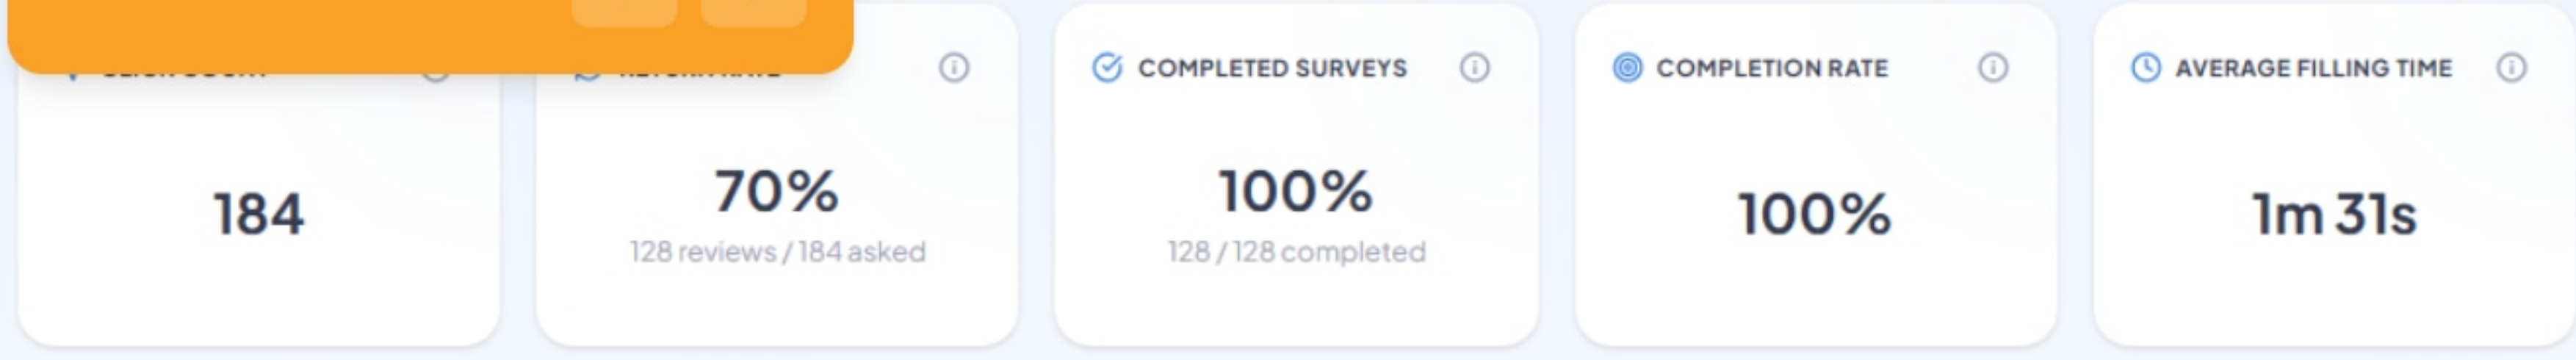 COMPLETED SURVEYS
COMPLETION RATE
AVERAGE FILLING TIME
184
70%
128 reviews / 184 asked
100%
128 / 128 completed
100%
1m 31s